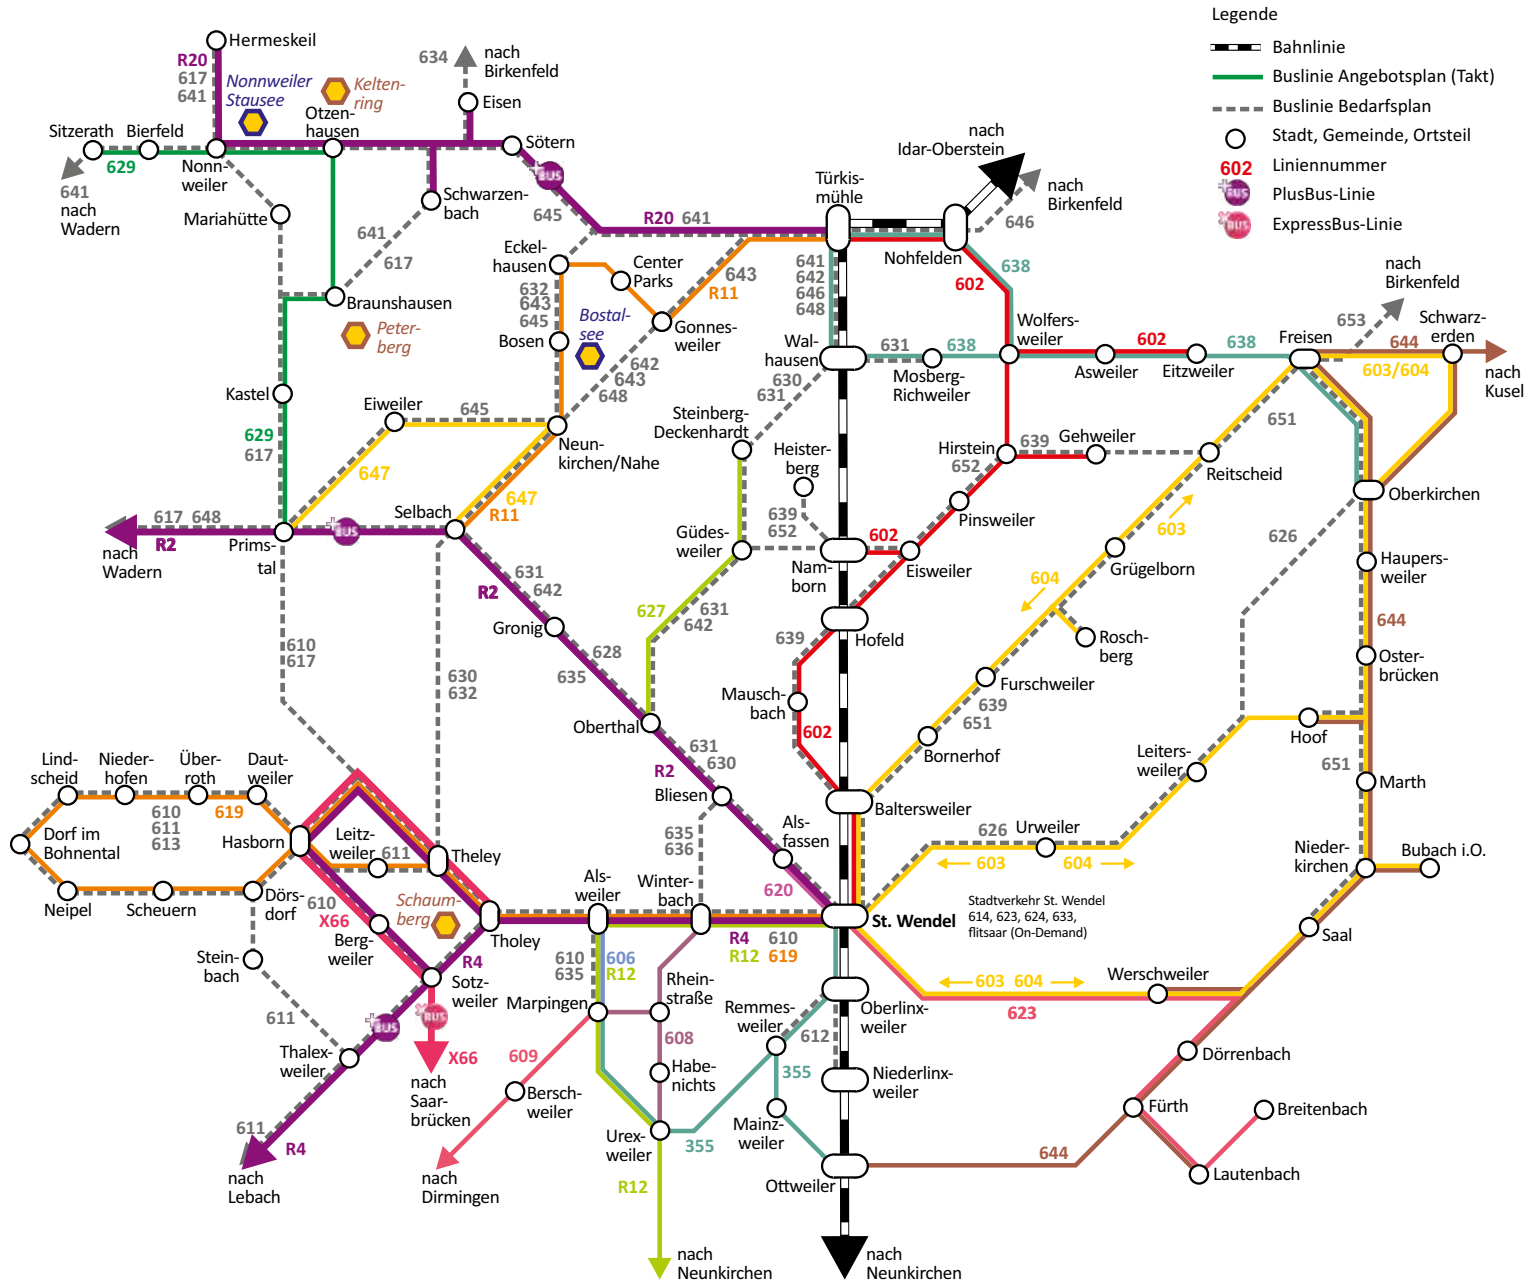 Legende
Bahnlinie
Buslinie Angebotsplan (Takt)
Buslinie Bedarfsplan
Stadt, Gemeinde, Ortsteil
602
Liniennummer
+BUS
PlusBus-Linie
BUS
ExpressBus-Linie
Hermeskeil
R20
617
641
Nonnweiler
Stausee
Kelten-
ring
634
nach
Birkenfeld
Eisen
Otzen-
hausen
Sitzerath
Bierfeld
629
641
nach
Wadern
Nonn-
weiler
Mariahütte
Schwarzen-
bach
Sötern
+BUS
645
R20 641
641
617
Braunshausen
Peter-
berg
Kastel
629
617
Eckel-
hausen
Center
Parks
632
643
645
Bosen
Bostal-
see
Gonnes-
weiler
643
R11
642
643
648
Türkis-
mühle
nach
Idar-Oberstein
nach
Birkenfeld
646
Nohfelden
638
602
641
642
646
648
Wal-
hausen
631
638
Mosberg-
Richweiler
Wolfers-
weiler
602
Asweiler
Eitzweiler
638
Freisen
nach
Birkenfeld
653
Schwarz-
erden
644
603/604
nach
Kusel
630
631
Steinberg-
Deckenhardt
Heister-
berg
Hirstein
652
639
Gehweiler
Reitscheid
651
Oberkirchen
Eiweiler
645
647
Neun-
kirchen/Nahe
647
R11
Selbach
617 648
R2
nach
Wadern
+BUS
Prims-
tal
R2
631
642
Gronig
628
635
Oberthal
Güdes-
weiler
639
652
627
631
642
Nam-
born
602
Eisweiler
Pinsweiler
603
Grügelborn
604
Rosch-
berg
626
Haupers-
weiler
644
Oster-
brücken
Hofeld
639
Mausch-
bach
602
Furschweiler
639
651
Bornerhof
Hoof
651
Marth
Leiters-
weiler
610
617
630
632
R2
631
630
Bliesen
635
636
Als-
fassen
620
Baltersweiler
626
Urweiler
603
604
Nieder-
kirchen
Bubach i.O.
Lind-
scheid
Nieder-
hofen
Über-
roth
Daut-
weiler
610
611
613
619
Hasborn
Leitz-
weiler
611
Theley
Dorf im
Bohnental
Neipel
Scheuern
Dörs-
dorf
610
X66
Berg-
weiler
Schaum-
berg
Tholey
R4
Als-
weiler
Winter-
bach
R4 610
R12 619
St. Wendel
Stadtverkehr St. Wendel
614, 623, 624, 633,
flitsaar (On-Demand)
Saal
Stein-
bach
611
Sotz-
weiler
+BUS
BUS
X66
nach
Saar-
brücken
Thalex-
weiler
611
R4
nach
Lebach
610
635
606
R12
Marpingen
Rhein-
straße
608
Habe-
nichts
609
Bersch-
weiler
nach
Dirmingen
Urex-
weiler
355
R12
nach
Neunkirchen
Remmes-
weiler
612
355
Mainz-
weiler
Oberlinx-
weiler
Niederlinx-
weiler
Ottweiler
nach
Neunkirchen
603 604
623
Werschweiler
Dörrenbach
Fürth
Breitenbach
Lautenbach
644